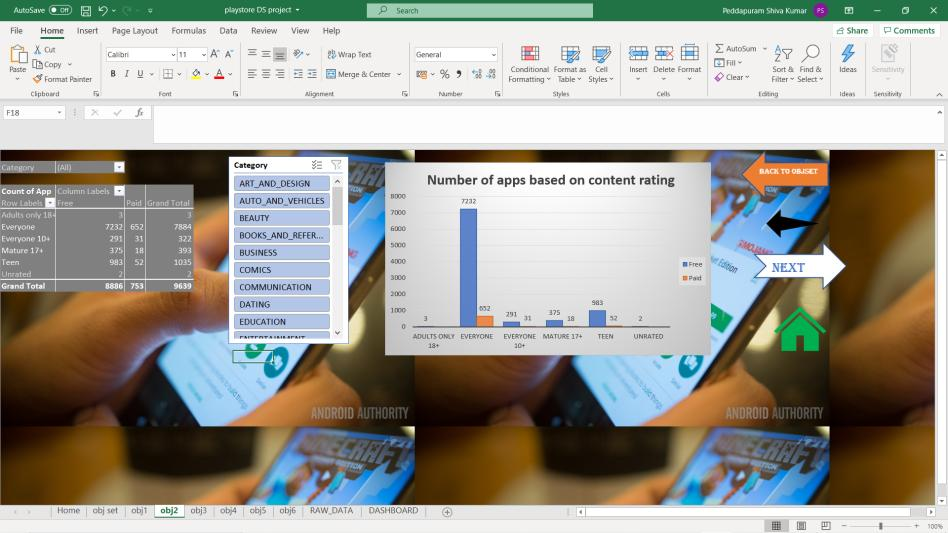 AutoSave Off
playstore DS project
Search
Peddapuram Shiva Kumar PS
File Home Insert Page Layout Formulas Data Review View Help
Share Comments
Paste
Cut
Copy
Format Painter
Clipboard
Calibri 11
B I U
Font
Wrap Text
Merge & Center
Alignment
General
Number
Conditional Formatting
Format as Table
Cell Styles
Styles
Insert Delete Format
Cells
AutoSum
Fill
Clear
Sort & Filter
Find & Select
Editing
Ideas
Ideas
Sensitivity
Sensitivity
F18
fx
Category (All)
Count of App Column Labels
Row Labels Free Paid Grand Total
Adults only 18+ 3 3
Everyone 7232 652 7884
Everyone 10+ 291 31 322
Mature 17+ 375 18 393
Teen 983 52 1035
Unrated 2 2
Grand Total 8886 753 9639
Category
ART_AND_DESIGN
AUTO_AND_VEHICLES
BEAUTY
BOOKS_AND_REFER...
BUSINESS
COMICS
COMMUNICATION
DATING
EDUCATION
ENTERTAINMENT
Number of apps based on content rating
8000
7000
6000
5000
4000
3000
2000
1000
0
3
7232
652
291
31
375
18
983
52
2
ADULTS ONLY 18+
EVERYONE
EVERYONE 10+
MATURE 17+
TEEN
UNRATED
Free
Paid
BACK TO OBJSET
MOJANG
Edition
NEXT
ANDROID AUTHORITY
ANDROID AUTHORITY
MINECRAFT
MINECRAFT
Home obj set obj1 obj2 obj3 obj4 obj5 obj6 RAW_DATA DASHBOARD
100%